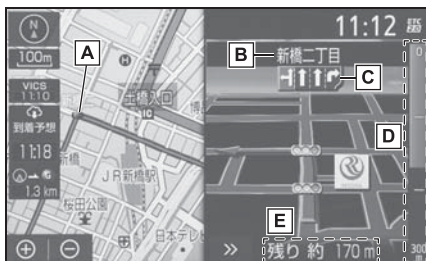 11:12
ETC
N
100m
VICS
11:10
到着予想
11:18
1.3 km
A
土橋入口
IC
新橋
JR新橋駅
桜田公園
日本テレ
B
新橋二丁目
C
D
E
残り 約 170 m
0
300